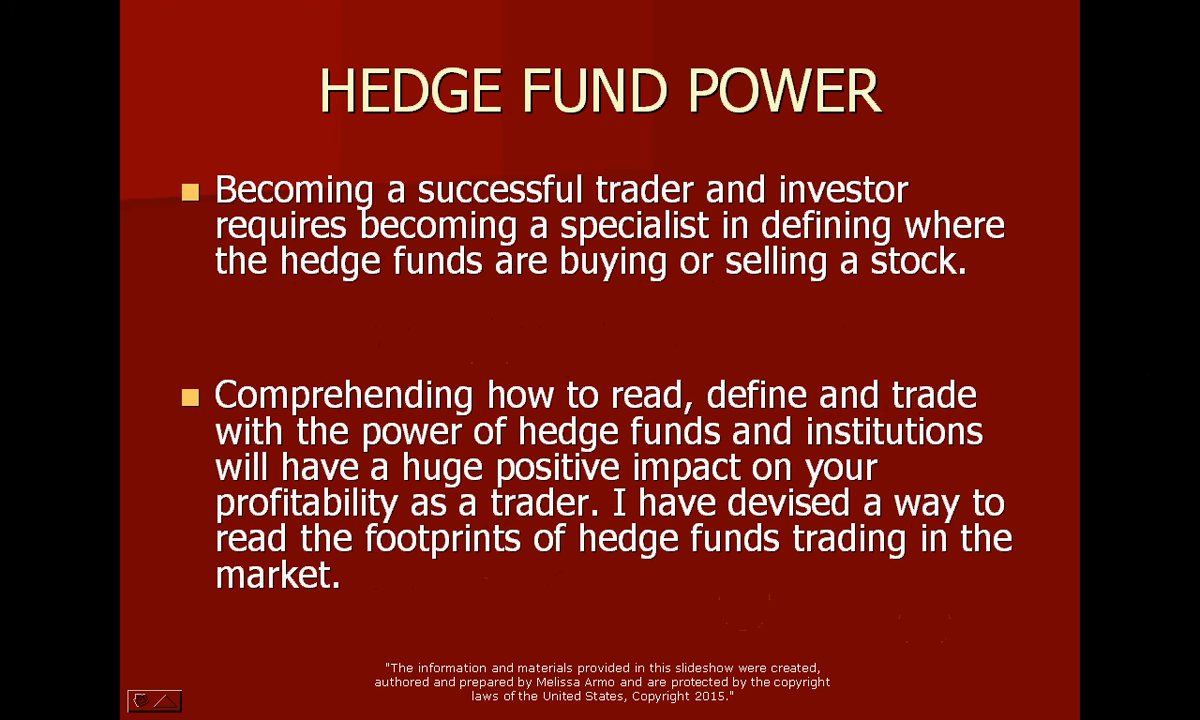 HEDGE FUND POWER
Becoming a successful trader and investor
requires becoming a specialist in defining where
the hedge funds are buying or selling a stock.
Comprehending how to read, define and trade
with the power of hedge funds and institutions
will have a huge positive impact on your
profitability as a trader. I have devised a way to
read the footprints of hedge funds trading in the
market.
"The information and materials provided in this slideshow were created,
authored and prepared by Melissa Armo and are protected by the copyright
laws of the United States, Copyright 2015."